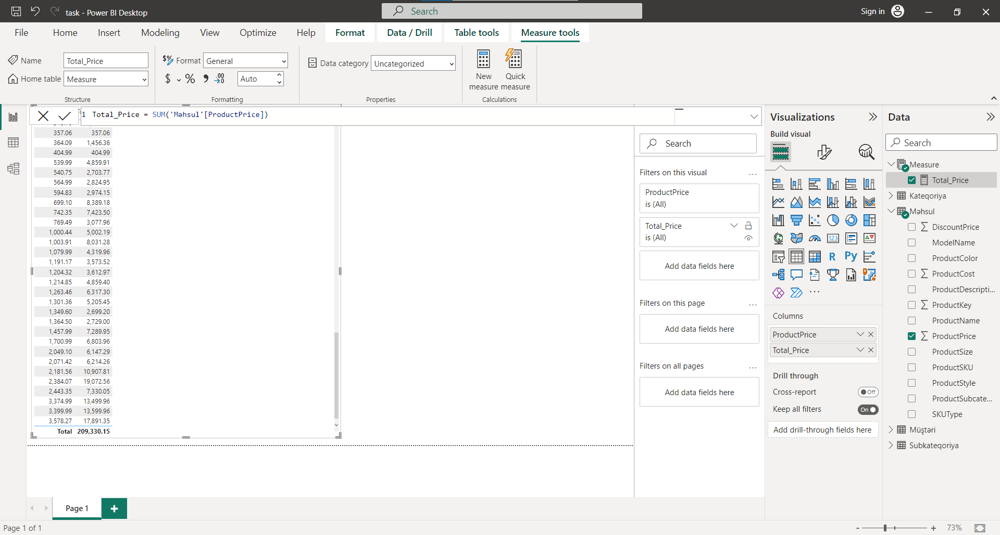 task - Power BI Desktop
Search
Sign in
File
Home
Insert
Modeling
View
Optimize
Help
Format
Data / Drill
Table tools
Measure tools
Name
Total_Price
Home table
Measure
Structure
$% Format
General
$ % , .00
Auto
Formatting
Data category
Uncategorized
Properties
New measure
Quick measure
Calculations
1 Total_Price = SUM('Məhsul'[ProductPrice])
357.06 357.06
364.09 1,456.36
404.99 404.99
539.99 4,859.91
540.75 2,703.77
564.99 2,824.95
594.83 2,974.15
699.10 8,389.18
742.35 7,423.50
769.49 3,077.96
1,000.44 5,002.19
1,003.91 8,031.28
1,079.99 4,319.96
1,191.17 3,573.52
1,204.32 3,612.97
1,214.85 4,859.40
1,263.46 6,317.30
1,301.36 5,205.45
1,349.60 2,699.20
1,364.50 2,729.00
1,457.99 7,289.95
1,700.99 6,803.96
2,049.10 6,147.29
2,071.42 6,214.26
2,181.56 10,907.81
2,384.07 19,072.56
2,443.35 7,330.05
3,374.99 13,499.96
3,399.99 13,599.96
3,578.27 17,891.35
Total 209,330.15
Search
Filters on this visual ...
ProductPrice
is (All)
Total_Price
is (All)
Add data fields here
Filters on this page ...
Add data fields here
Filters on all pages ...
Add data fields here
Visualizations
Build visual
123
R
Py
...
Columns
ProductPrice
Total_Price
Drill through
Cross-report
Off
Keep all filters
On
Add drill-through fields here
Data
Search
Measure
Total_Price
Kateqoriya
Məhsul
DiscountPrice
ModelName
ProductColor
ProductCost
ProductDescripti...
ProductKey
ProductName
ProductPrice
ProductSize
ProductSKU
ProductStyle
ProductSubcate...
SKUType
Müştəri
Subkateqoriya
Page 1
+
Page 1 of 1
- + 73%